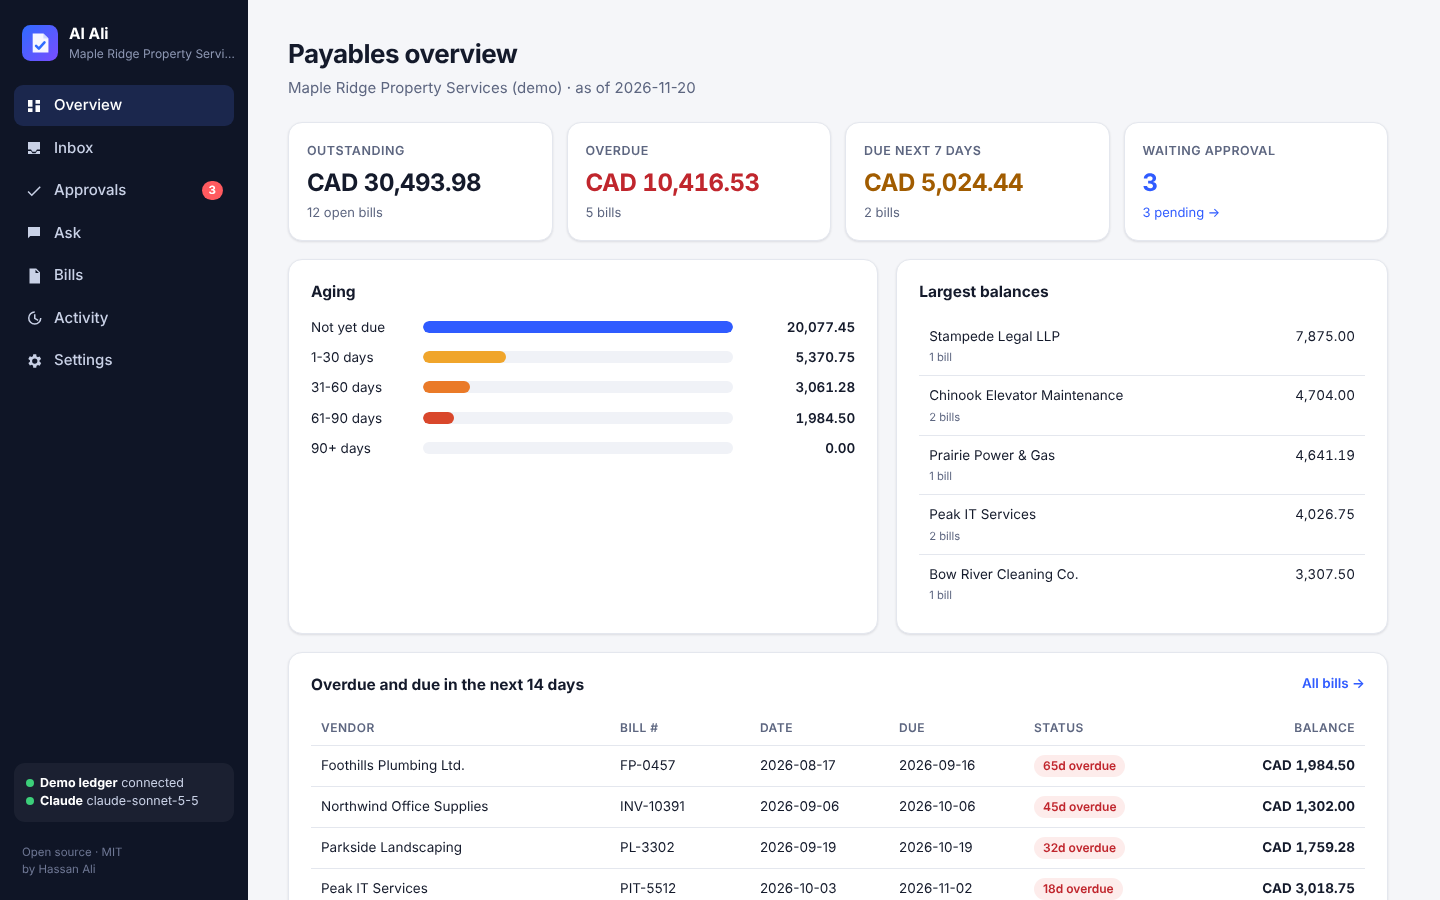 AI Ali
Maple Ridge Property Servi...
Overview
Inbox
Approvals 3
Ask
Bills
Activity
Settings
Demo ledger connected
Claude claude-sonnet-5-5
Open source · MIT
by Hassan Ali
Payables overview
Maple Ridge Property Services (demo) · as of 2026-11-20
OUTSTANDING
CAD 30,493.98
12 open bills
OVERDUE
CAD 10,416.53
5 bills
DUE NEXT 7 DAYS
CAD 5,024.44
2 bills
WAITING APPROVAL
3
3 pending →
Aging
Not yet due 20,077.45
1-30 days 5,370.75
31-60 days 3,061.28
61-90 days 1,984.50
90+ days 0.00
Largest balances
Stampede Legal LLP 7,875.00
1 bill
Chinook Elevator Maintenance 4,704.00
2 bills
Prairie Power & Gas 4,641.19
1 bill
Peak IT Services 4,026.75
2 bills
Bow River Cleaning Co. 3,307.50
1 bill
Overdue and due in the next 14 days All bills →
VENDOR BILL # DATE DUE STATUS BALANCE
Foothills Plumbing Ltd. FP-0457 2026-08-17 2026-09-16 65d overdue CAD 1,984.50
Northwind Office Supplies INV-10391 2026-09-06 2026-10-06 45d overdue CAD 1,302.00
Parkside Landscaping PL-3302 2026-09-19 2026-10-19 32d overdue CAD 1,759.28
Peak IT Services PIT-5512 2026-10-03 2026-11-02 18d overdue CAD 3,018.75